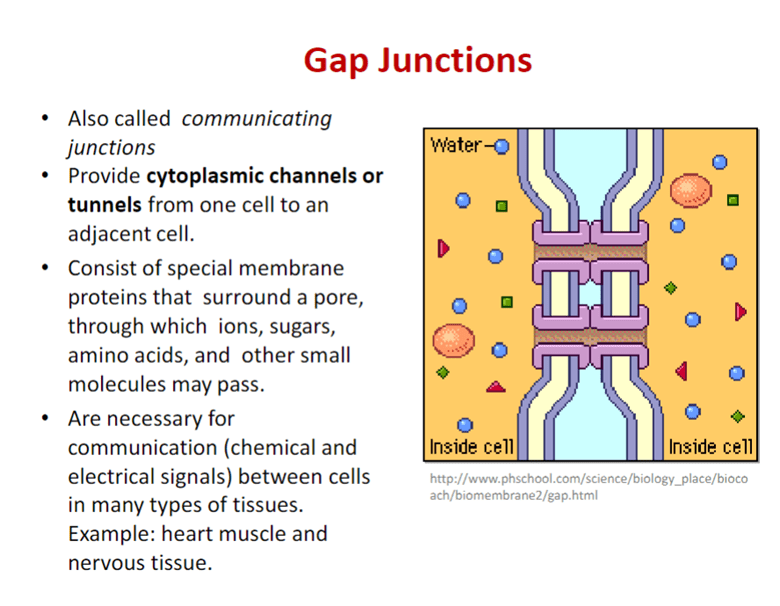 Gap Junctions
• Also called communicating
junctions
• Provide cytoplasmic channels or
tunnels from one cell to an
adjacent cell.
• Consist of special membrane
proteins that surround a pore,
through which ions, sugars,
amino acids, and other small
molecules may pass.
• Are necessary for
communication (chemical and
electrical signals) between cells
in many types of tissues.
Example: heart muscle and
nervous tissue.
Water
Inside cell
Inside cell
http://www.phschool.com/science/biology_place/bioco
ach/biomembrane2/gap.html